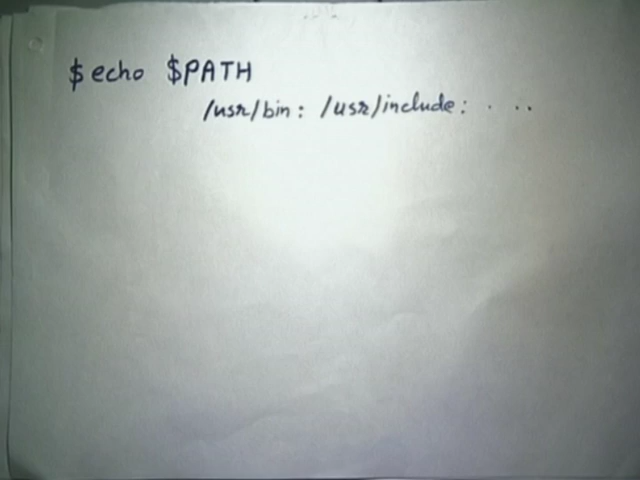 $ echo $PATH
/usr/bin: /usr/include: . ..